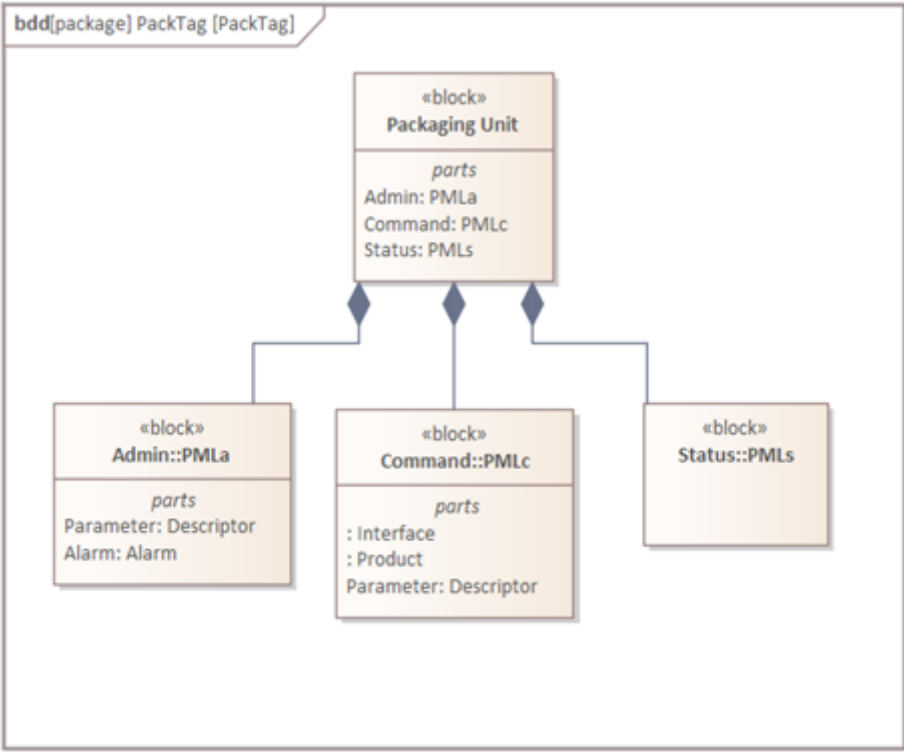 bdd[package] PackTag [PackTag]
«block»
Packaging Unit
parts
Admin: PMLa
Command: PMLc
Status: PMLs
«block»
Admin::PMLa
parts
Parameter: Descriptor
Alarm: Alarm
«block»
Command::PMLc
parts
: Interface
: Product
Parameter: Descriptor
«block»
Status::PMLs